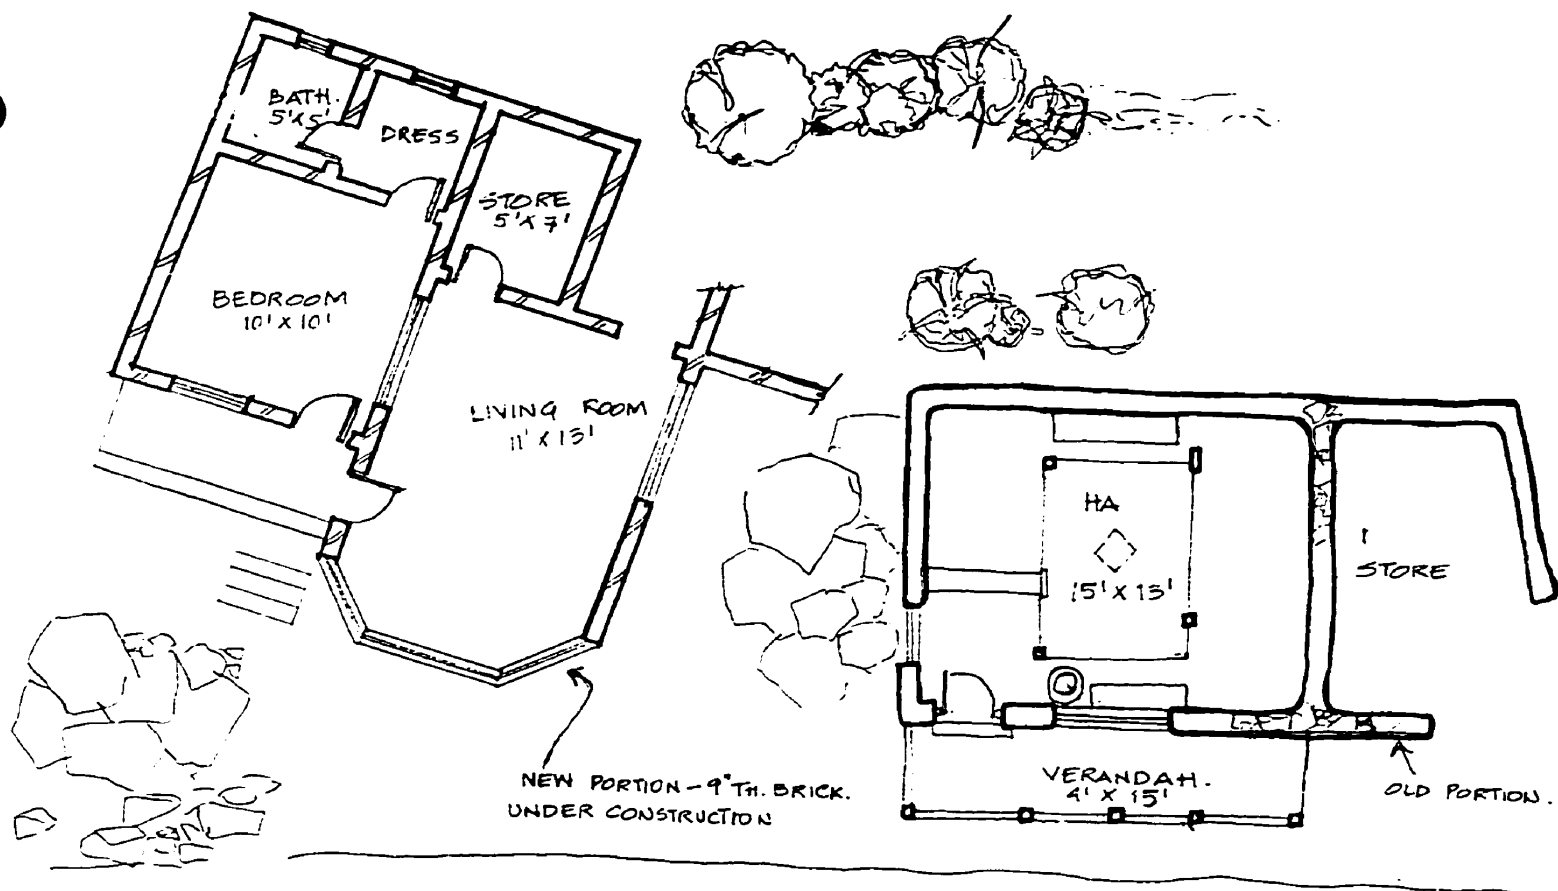 BATH.
5'X5'
DRESS
STORE
5'X7'
BEDROOM
10'X10'
LIVING ROOM
11'X13'
HA
15'X13'
STORE
VERANDAH.
4'X15'
OLD PORTION.
NEW PORTION-9"TH. BRICK.
UNDER CONSTRUCTION